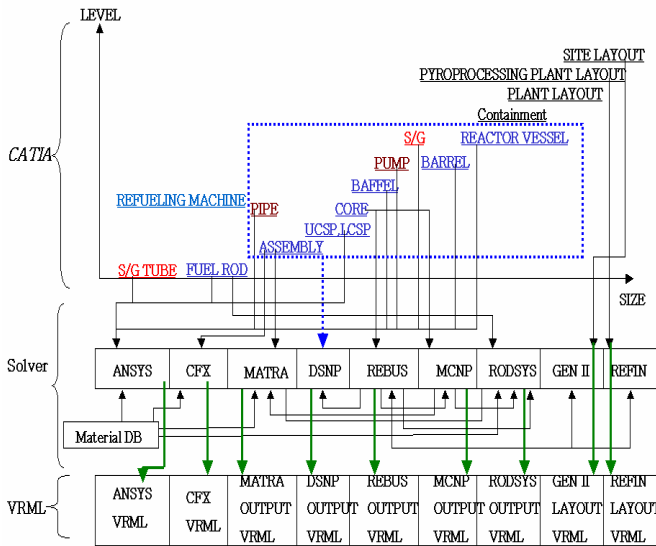 LEVEL
SITE LAYOUT
PYROPROCESSING PLANT LAYOUT
PLANT LAYOUT
Containment
S/G
REACTOR VESSEL
CATIA
PUMP
BARREL
BAFFEL
REFUELING MACHINE
PIPE
CORE
UCSP,LCSP
ASSEMBLY
S/G TUBE
FUEL ROD
SIZE
Solver
ANSYS
CFX
MATRA
DSNP
REBUS
MCNP
RODSYS
GEN II
REFIN
Material DB
VRML
ANSYS
VRML
CFX
VRML
MATRA
OUTPUT
VRML
DSNP
OUTPUT
VRML
REBUS
OUTPUT
VRML
MCNP
OUTPUT
VRML
RODSYS
OUTPUT
VRML
GEN II
LAYOUT
VRML
REFIN
LAYOUT
VRML